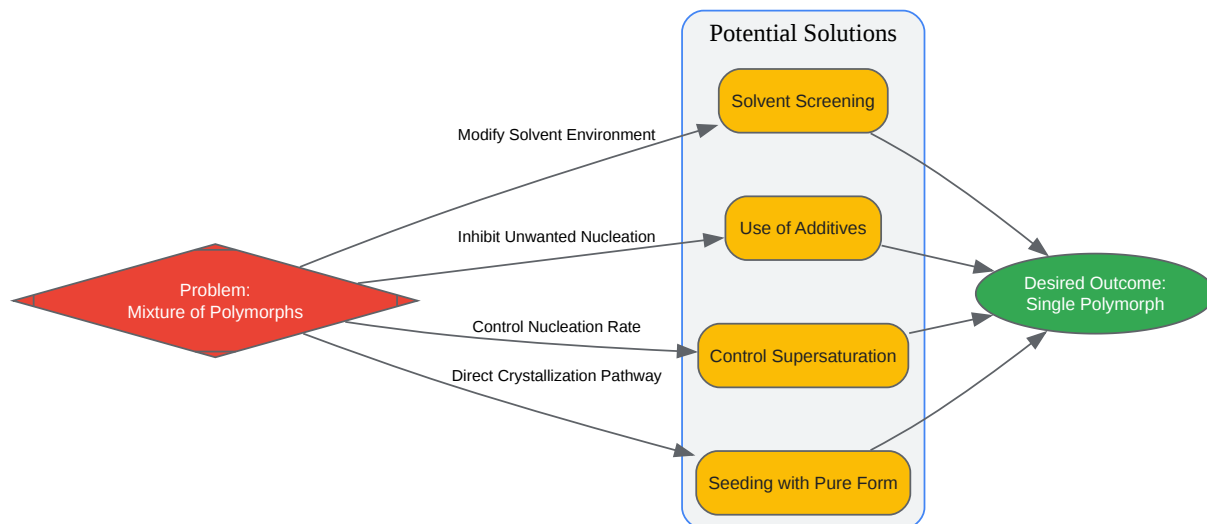 Potential Solutions
Solvent Screening
Modify Solvent Environment
Use of Additives
Inhibit Unwanted Nucleation
Problem:
Mixture of Polymorphs
Desired Outcome:
Single Polymorph
Control Nucleation Rate
Control Supersaturation
Direct Crystallization Pathway
Seeding with Pure Form